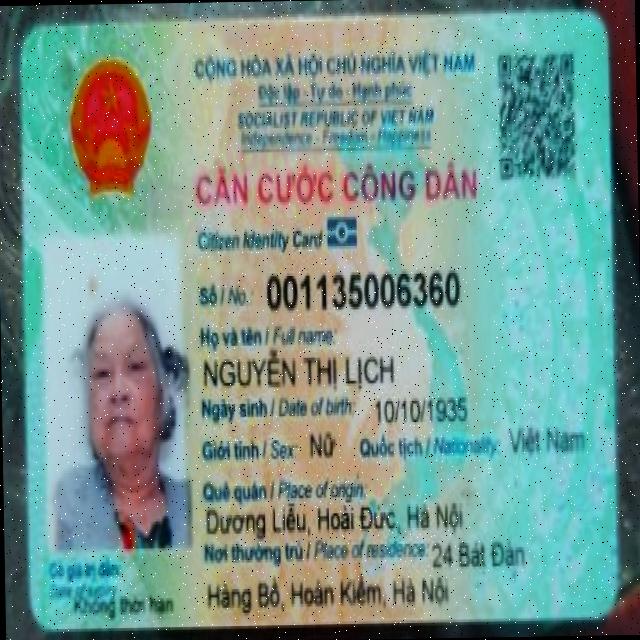 CỘNG HÒA XÃ HỘI CHỦ NGHĨA VIỆT NAM
Độc lập - Tự do - Hạnh phúc
SOCIALIST REPUBLIC OF VIET NAM
Independence - Freedom - Happiness
CĂN CƯỚC CÔNG DÂN
Citizen Identity Card
Số / No.: 001135006360
Họ và tên / Full name:
NGUYỄN THỊ LỊCH
Ngày sinh / Date of birth: 10/10/1935
Giới tính / Sex: Nữ Quốc tịch / Nationality: Việt Nam
Quê quán / Place of origin:
Dương Liễu, Hoài Đức, Hà Nội
Nơi thường trú / Place of residence: 24 Bát Đàn
Hàng Bồ, Hoàn Kiếm, Hà Nội
Có giá trị đến:
Date of expiry
Không thời hạn